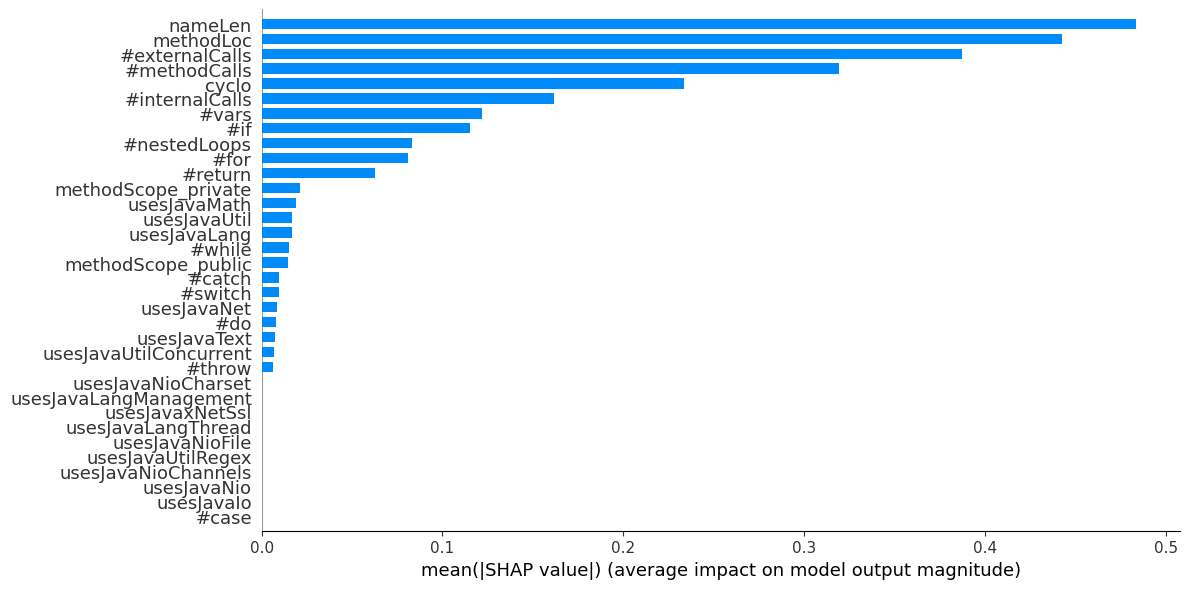 nameLen
methodLoc
#externalCalls
#methodCalls
cyclo
#internalCalls
#vars
#if
#nestedLoops
#for
#return
methodScope_private
usesJavaMath
usesJavaUtil
usesJavaLang
#while
methodScope_public
#catch
#switch
usesJavaNet
#do
usesJavaText
usesJavaUtilConcurrent
#throw
usesJavaNioCharset
usesJavaLangManagement
usesJavaxNetSsl
usesJavaLangThread
usesJavaNioFile
usesJavaUtilRegex
usesJavaNioChannels
usesJavaNio
usesJavaIo
#case
0.0 0.1 0.2 0.3 0.4 0.5
mean(|SHAP value|) (average impact on model output magnitude)